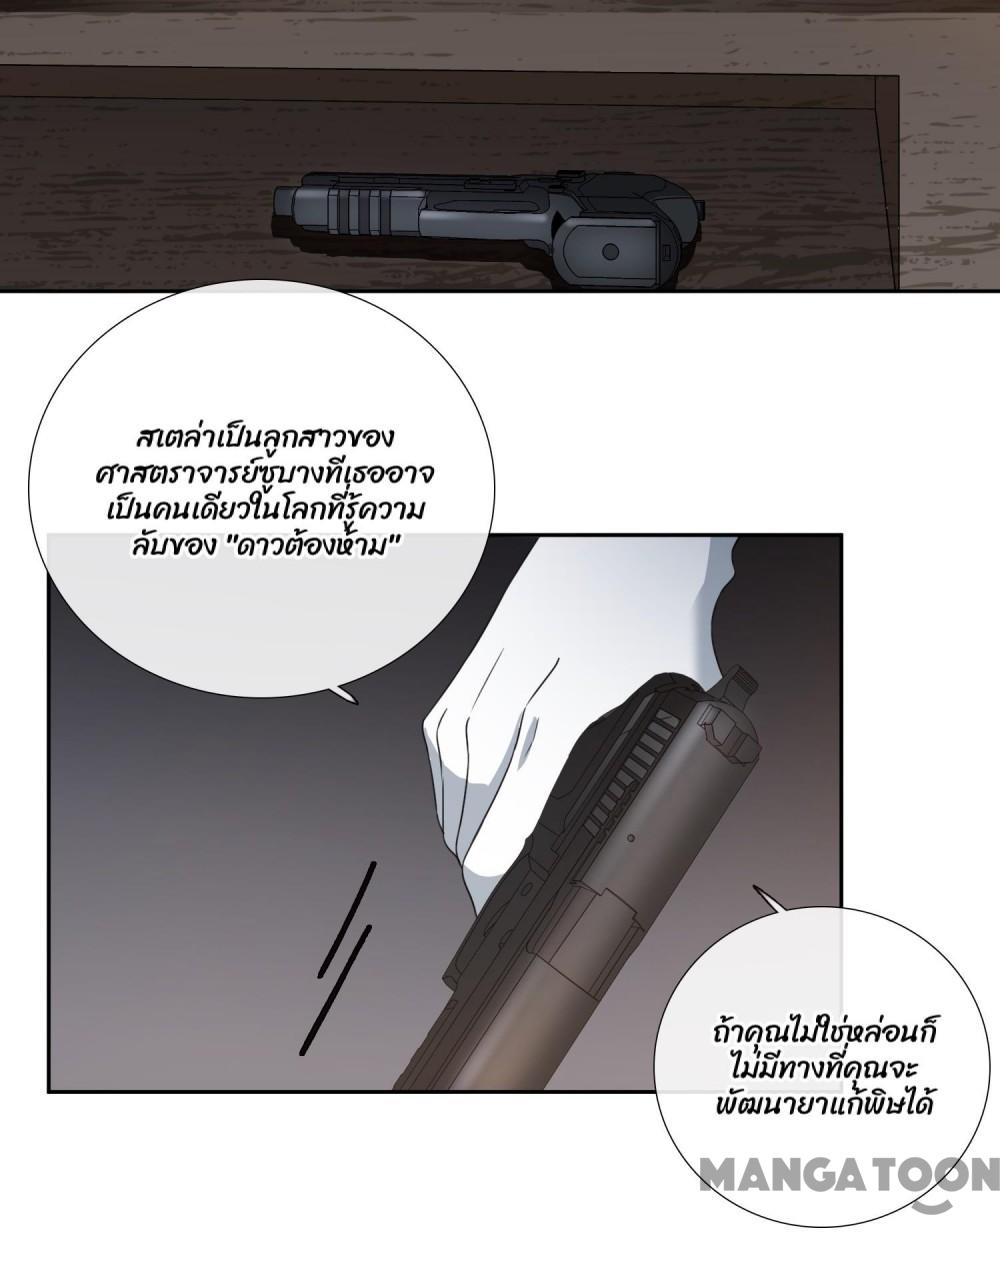 สเตล่าเป็นลูกสาวของ
ศาสตราจารย์ซูบางทีเธออาจ
เป็นคนเดียวในโลกที่รู้ความ
ลับของ "ดาวต้องห้าม"
ถ้าคุณไม่ใช่หล่อนก็
ไม่มีทางที่คุณจะ
พัฒนายาแก้พิษได้
MANGATOON